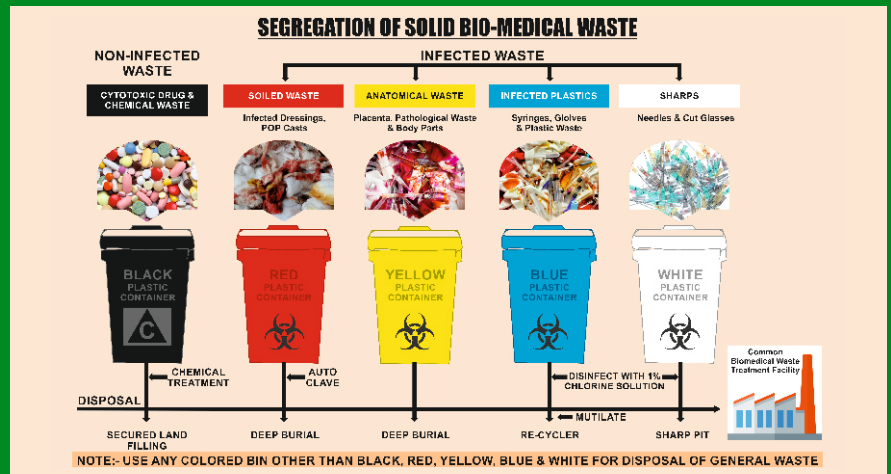 SEGREGATION OF SOLID BIO-MEDICAL WASTE
NON-INFECTED
WASTE
INFECTED WASTE
CYTOTOXIC DRUG &
CHEMICAL WASTE
SOILED WASTE
ANATOMICAL WASTE
INFECTED PLASTICS
SHARPS
Infected Dressings,
POP Casts
Placenta, Pathological Waste
& Body Parts
Syringes, Glolves
& Plastic Waste
Needles & Cut Glasses
BLACK
PLASTIC
CONTAINER
C
RED
PLASTIC
CONTAINER
YELLOW
PLASTIC
CONTAINER
BLUE
PLASTIC
CONTAINER
WHITE
PLASTIC
CONTAINER
Common
Biomedical Waste
Treatment Facility
CHEMICAL
TREATMENT
AUTO
CLAVE
DISINFECT WITH 1%
CHLORINE SOLUTION
DISPOSAL
MUTILATE
SECURED LAND
FILLING
DEEP BURIAL
DEEP BURIAL
RE-CYCLER
SHARP PIT
NOTE:- USE ANY COLORED BIN OTHER THAN BLACK, RED, YELLOW, BLUE & WHITE FOR DISPOSAL OF GENERAL WASTE